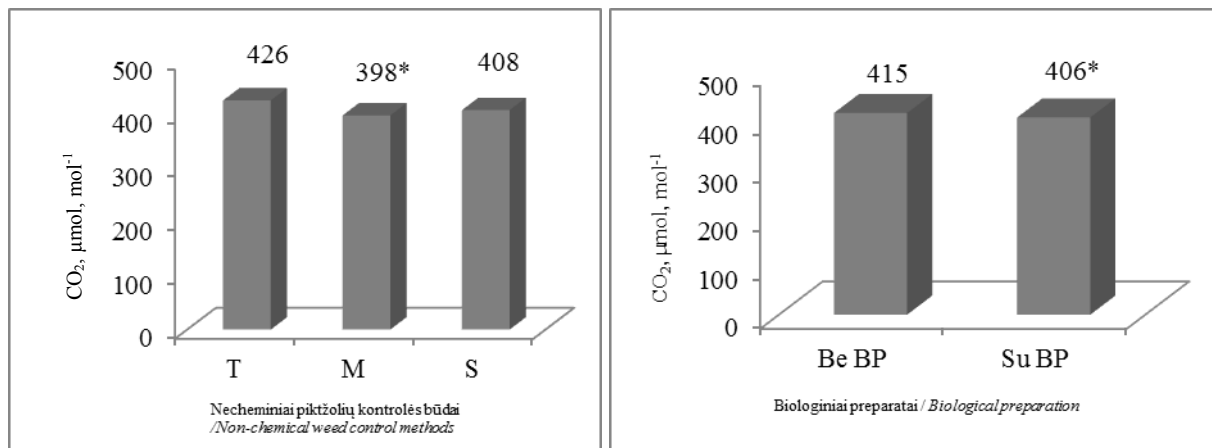 CO₂, µmol, mol⁻¹
500
400
300
200
100
0
426
398*
408
T M S
Necheminiai piktžolių kontrolės būdai
/Non-chemical weed control methods
CO₂, µmol, mol⁻¹
500
400
300
200
100
0
415
406*
Be BP Su BP
Biologiniai preparatai / Biological preparation